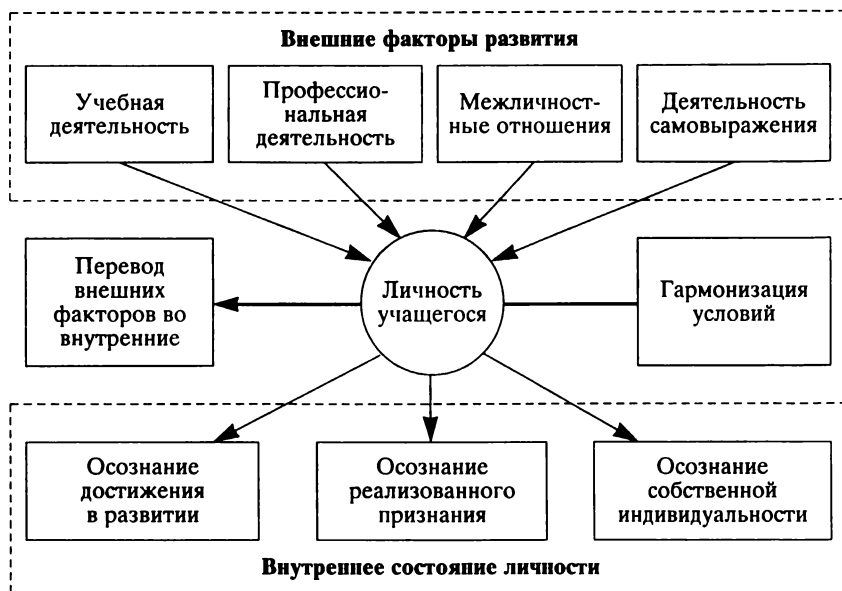 Внешние факторы развития
Учебная
деятельность
Профессио-
нальная
деятельность
Межличност-
ные отношения
Деятельность
самовыражения
Перевод
внешних
факторов во
внутренние
Личность
учащегося
Гармонизация
условий
Осознание
достижения
в развитии
Осознание
реализованного
признания
Осознание
собственной
индивидуальности
Внутреннее состояние личности